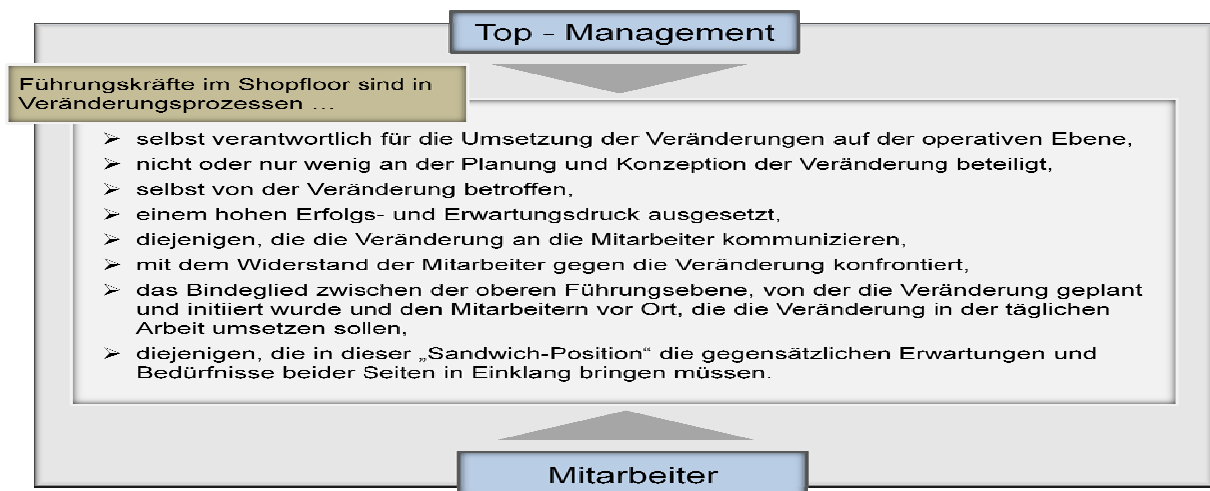 Top - Management
Führungskräfte im Shopfloor sind in
Veränderungsprozessen ...
➢ selbst verantwortlich für die Umsetzung der Veränderungen auf der operativen Ebene,
➢ nicht oder nur wenig an der Planung und Konzeption der Veränderung beteiligt,
➢ selbst von der Veränderung betroffen,
➢ einem hohen Erfolgs- und Erwartungsdruck ausgesetzt,
➢ diejenigen, die die Veränderung an die Mitarbeiter kommunizieren,
➢ mit dem Widerstand der Mitarbeiter gegen die Veränderung konfrontiert,
➢ das Bindeglied zwischen der oberen Führungsebene, von der die Veränderung geplant
und initiiert wurde und den Mitarbeitern vor Ort, die die Veränderung in der täglichen
Arbeit umsetzen sollen,
➢ diejenigen, die in dieser „Sandwich-Position“ die gegensätzlichen Erwartungen und
Bedürfnisse beider Seiten in Einklang bringen müssen.
Mitarbeiter